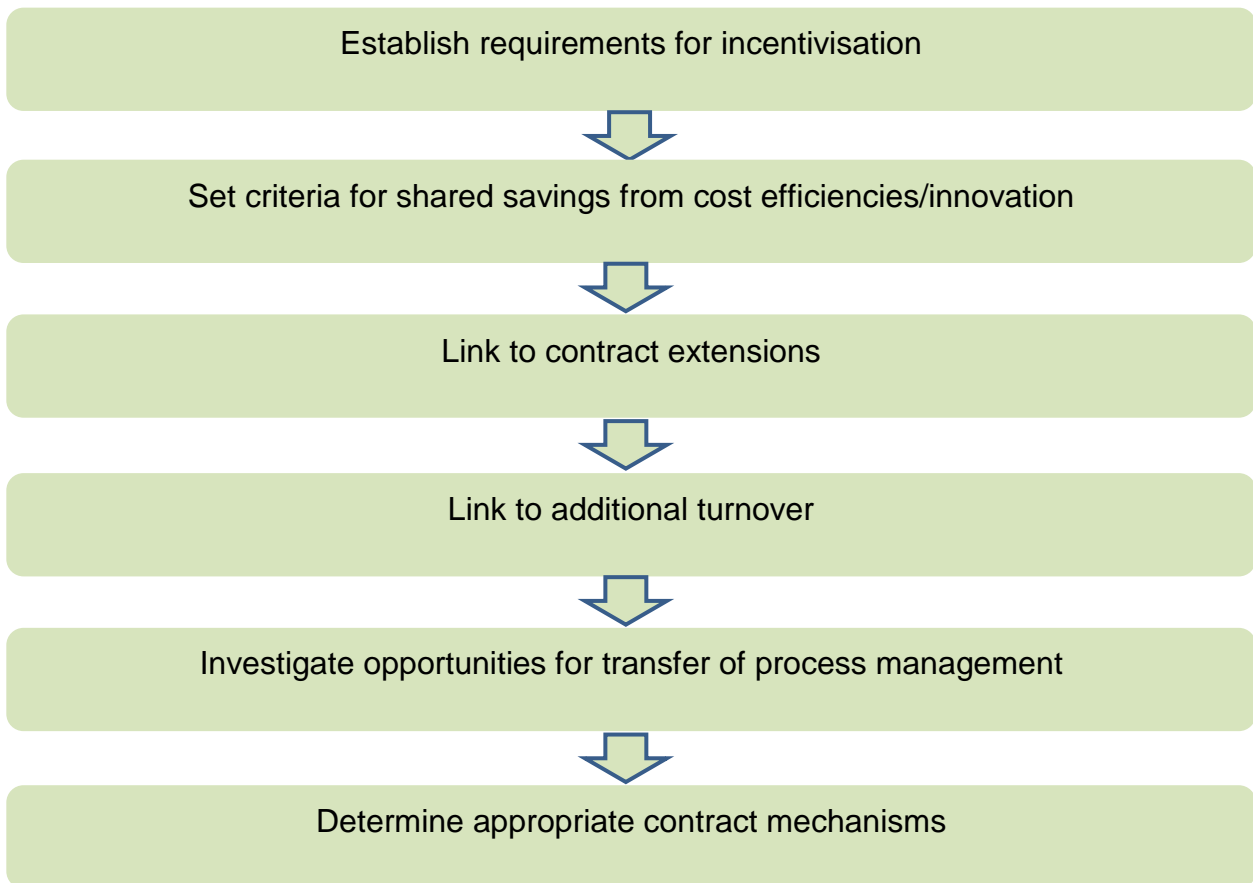 Establish requirements for incentivisation
Set criteria for shared savings from cost efficiencies/innovation
Link to contract extensions
Link to additional turnover
Investigate opportunities for transfer of process management
Determine appropriate contract mechanisms